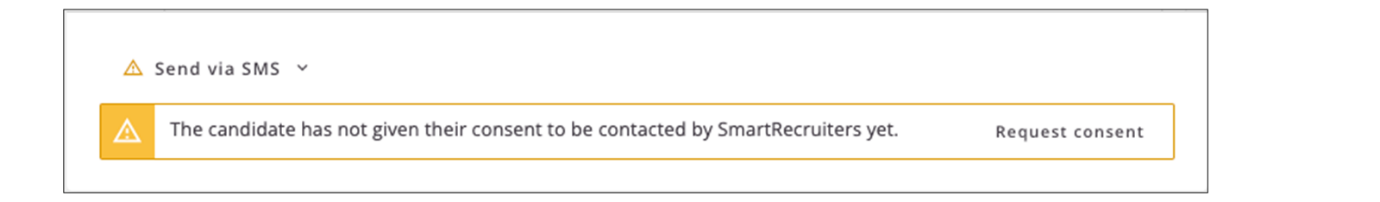 Send via SMS
The candidate has not given their consent to be contacted by SmartRecruiters yet. Request consent